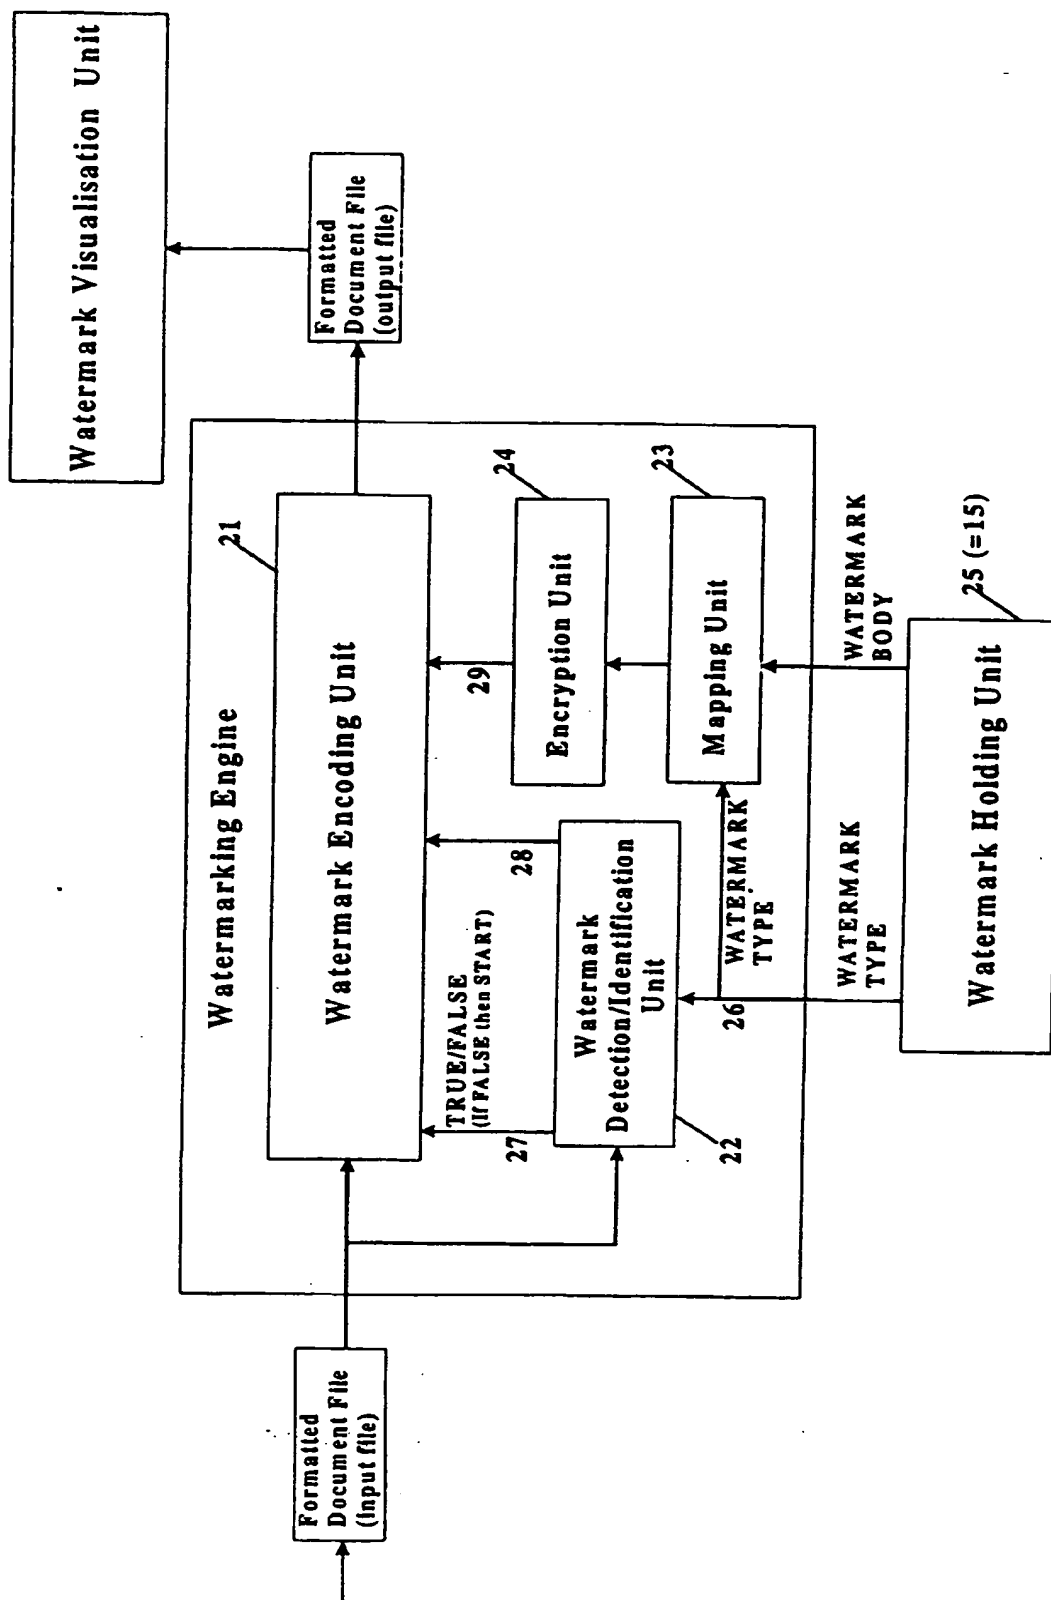 Watermark Visualisation Unit
Formatted
Document File
(output file)
Watermarking Engine
21
Watermark Encoding Unit
24
29
Encryption Unit
23
Mapping Unit
TRUE/FALSE
(If FALSE then START)
27
28
Watermark
Detection/Identification
Unit
22
WATERMARK
TYPE
26
Formatted
Document File
(input file)
WATERMARK
TYPE
WATERMARK
BODY
25 (=15)
Watermark Holding Unit